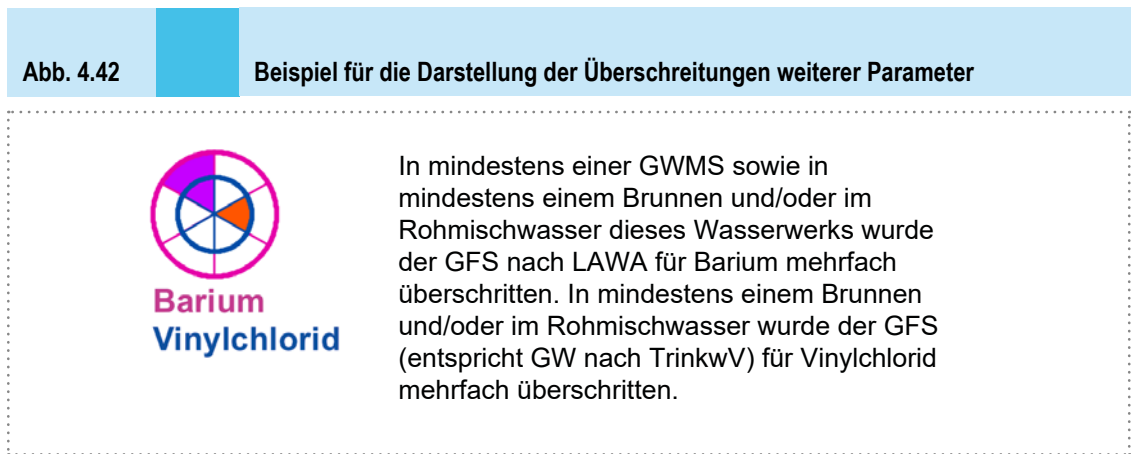 Abb. 4.42 Beispiel für die Darstellung der Überschreitungen weiterer Parameter
Barium
Vinylchlorid
In mindestens einer GWMS sowie in
mindestens einem Brunnen und/oder im
Rohmischwasser dieses Wasserwerks wurde
der GFS nach LAWA für Barium mehrfach
überschritten. In mindestens einem Brunnen
und/oder im Rohmischwasser wurde der GFS
(entspricht GW nach TrinkwV) für Vinylchlorid
mehrfach überschritten.